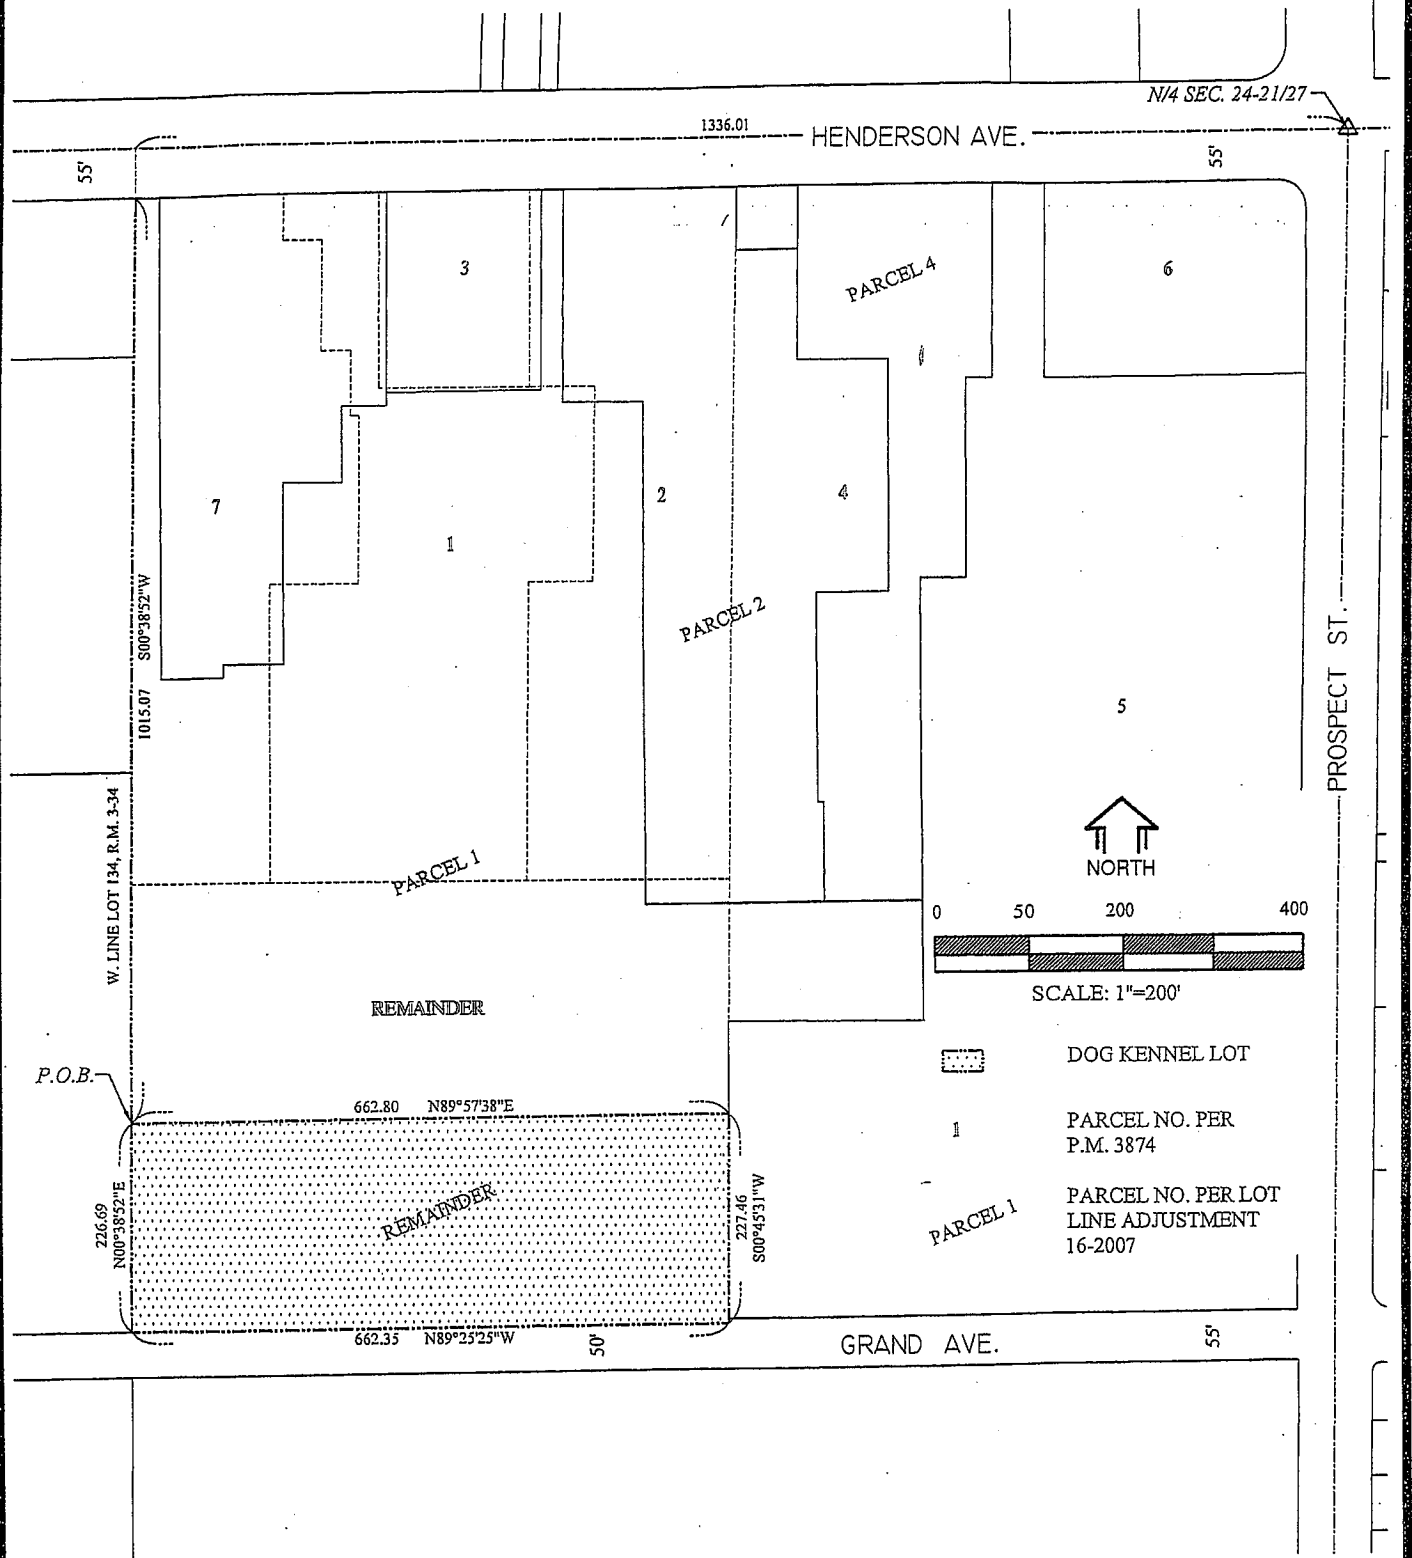 N/4 SEC. 24-21/27
1336.01
HENDERSON AVE.
55'
55'
3
PARCEL 4
6
7
1
2
4
PARCEL 2
S00°38'52"W
1015.07
5
PROSPECT ST.
W. LINE LOT 134, R.M. 3-34
PARCEL 1
NORTH
0 50 200 400
SCALE: 1"=200'
REMAINDER
P.O.B.
662.80 N89°57'38"E
DOG KENNEL LOT
1
PARCEL NO. PER
P.M. 3874
226.69
N00°38'52"E
REMAINDER
227.46
S00°45'31"W
PARCEL 1
PARCEL NO. PER LOT
LINE ADJUSTMENT
16-2007
662.35 N89°25'25"W
50'
GRAND AVE.
55'